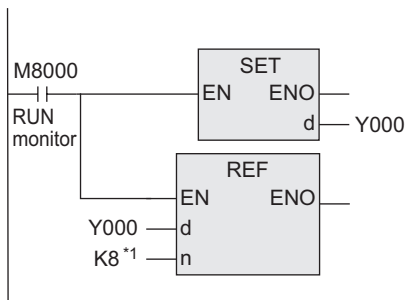 M8000
RUN
monitor
SET
EN ENO
d Y000
REF
EN ENO
Y000 d
K8 *1 n